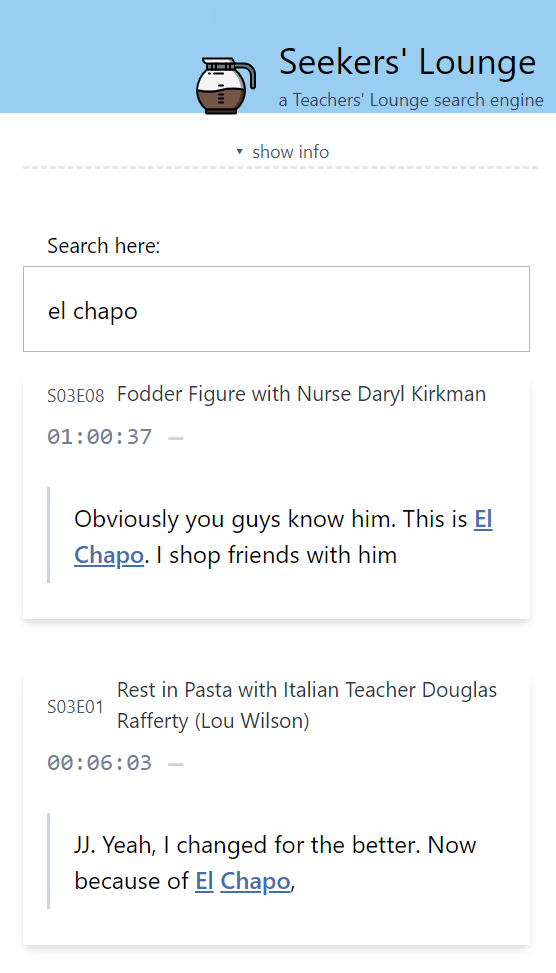 Seekers' Lounge
a Teachers' Lounge search engine
▼ show info
Search here:
el chapo
S03E08 Fodder Figure with Nurse Daryl Kirkman
01:00:37 —
Obviously you guys know him. This is El
Chapo. I shop friends with him
Rest in Pasta with Italian Teacher Douglas
S03E01
Rafferty (Lou Wilson)
00:06:03 —
JJ. Yeah, I changed for the better. Now
because of El Chapo,